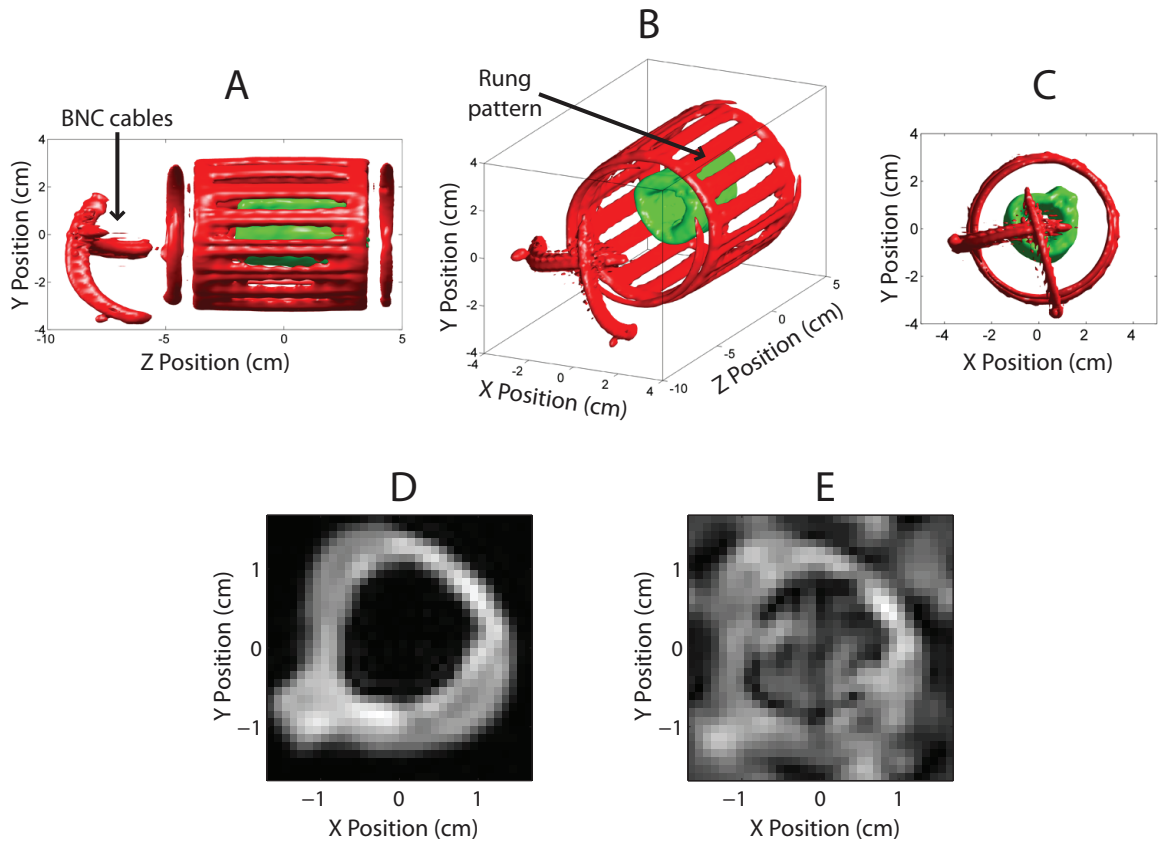 A
BNC cables
Y Position (cm)
4
2
0
-2
-4
-10
-5
0
5
Z Position (cm)
B
Rung
pattern
Y Position (cm)
4
2
0
-2
-4
-4
-2
0
2
4
X Position (cm)
-10
-5
0
5
Z Position (cm)
C
Y Position (cm)
4
2
0
-2
-4
-4
-2
0
2
4
X Position (cm)
D
Y Position (cm)
1
0
−1
−1
0
1
X Position (cm)
E
Y Position (cm)
1
0
−1
−1
0
1
X Position (cm)